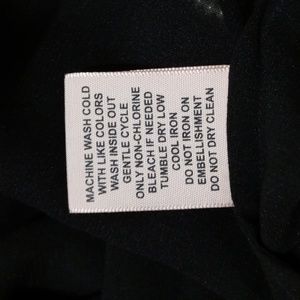 MACHINE WASH COLD
WITH LIKE COLORS
WASH INSIDE OUT
GENTLE CYCLE
ONLY NON-CHLORINE
BLEACH IF NEEDED
TUMBLE DRY LOW
COOL IRON
DO NOT IRON ON
EMBELLISHMENT
DO NOT DRY CLEAN